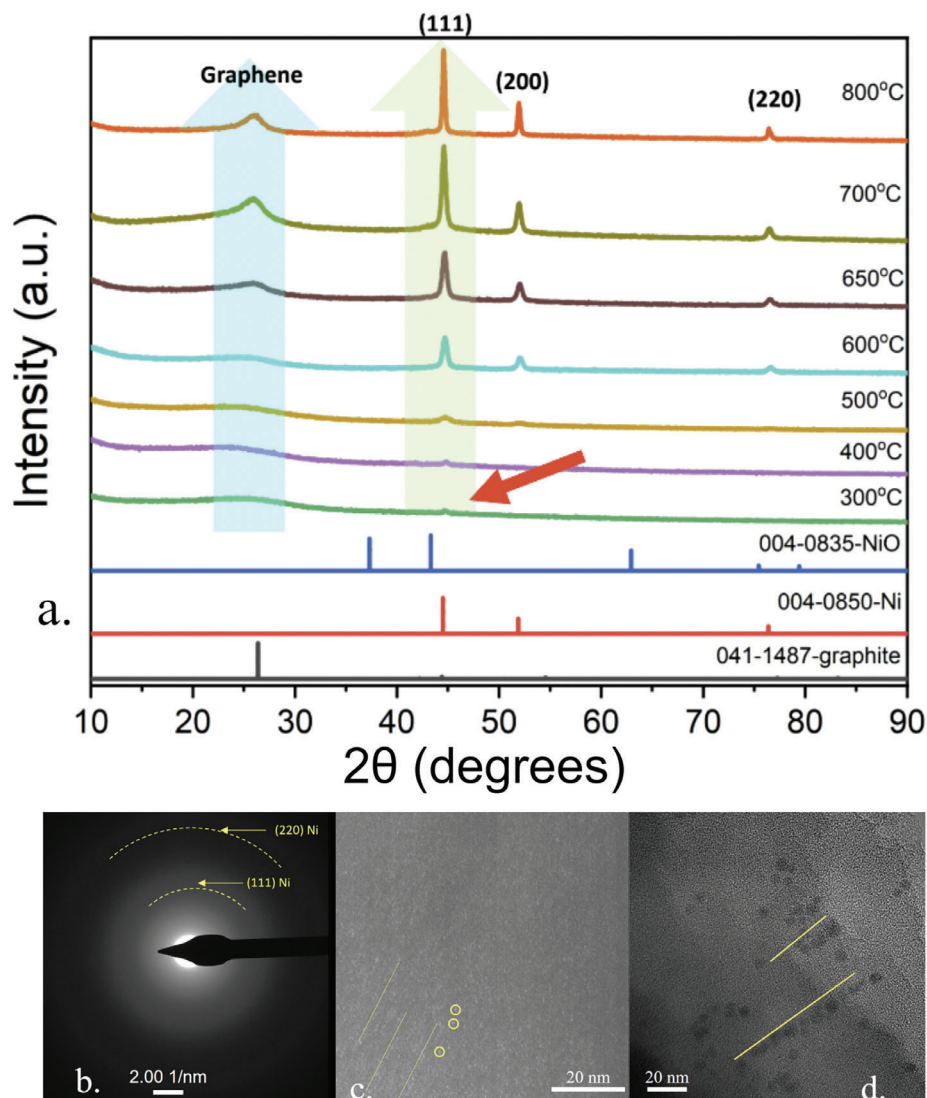 (111)
Graphene
(200)
(220)
800°C
700°C
650°C
600°C
500°C
400°C
300°C
004-0835-NiO
004-0850-Ni
041-1487-graphite
a.
Intensity (a.u.)
10 20 30 40 50 60 70 80 90
2θ (degrees)
(220) Ni
(111) Ni
b.
2.00 1/nm
c.
20 nm
20 nm
d.